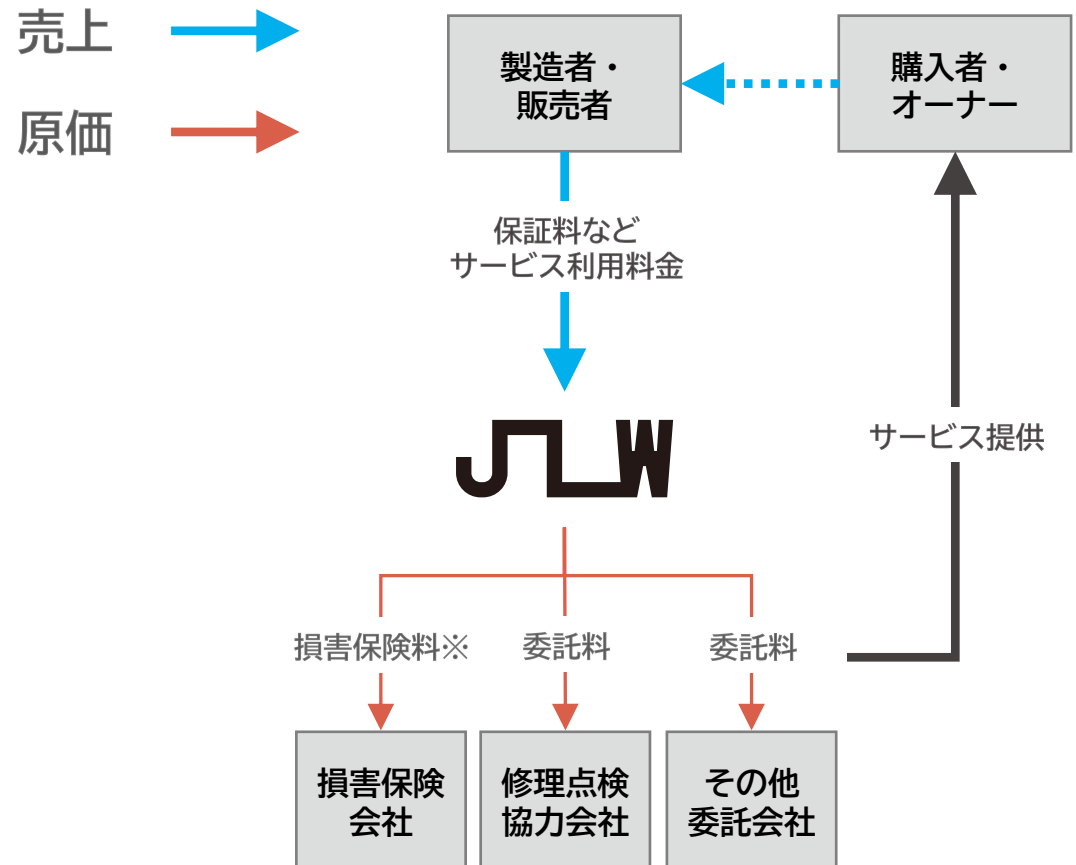 売上
原価
製造者・
販売者
購入者・
オーナー
保証料など
サービス利用料金
JLW
サービス提供
損害保険料※
委託料
委託料
損害保険
会社
修理点検
協力会社
その他
委託会社